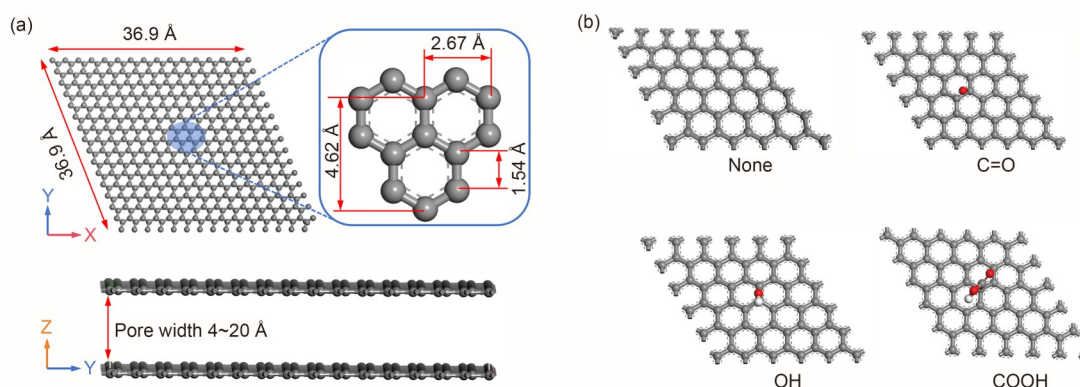 (a)
36.9 Å
36.9 Å
2.67 Å
4.62 Å
1.54 Å
Y
X
Pore width 4~20 Å
Z
Y
(b)
None
C=O
OH
COOH